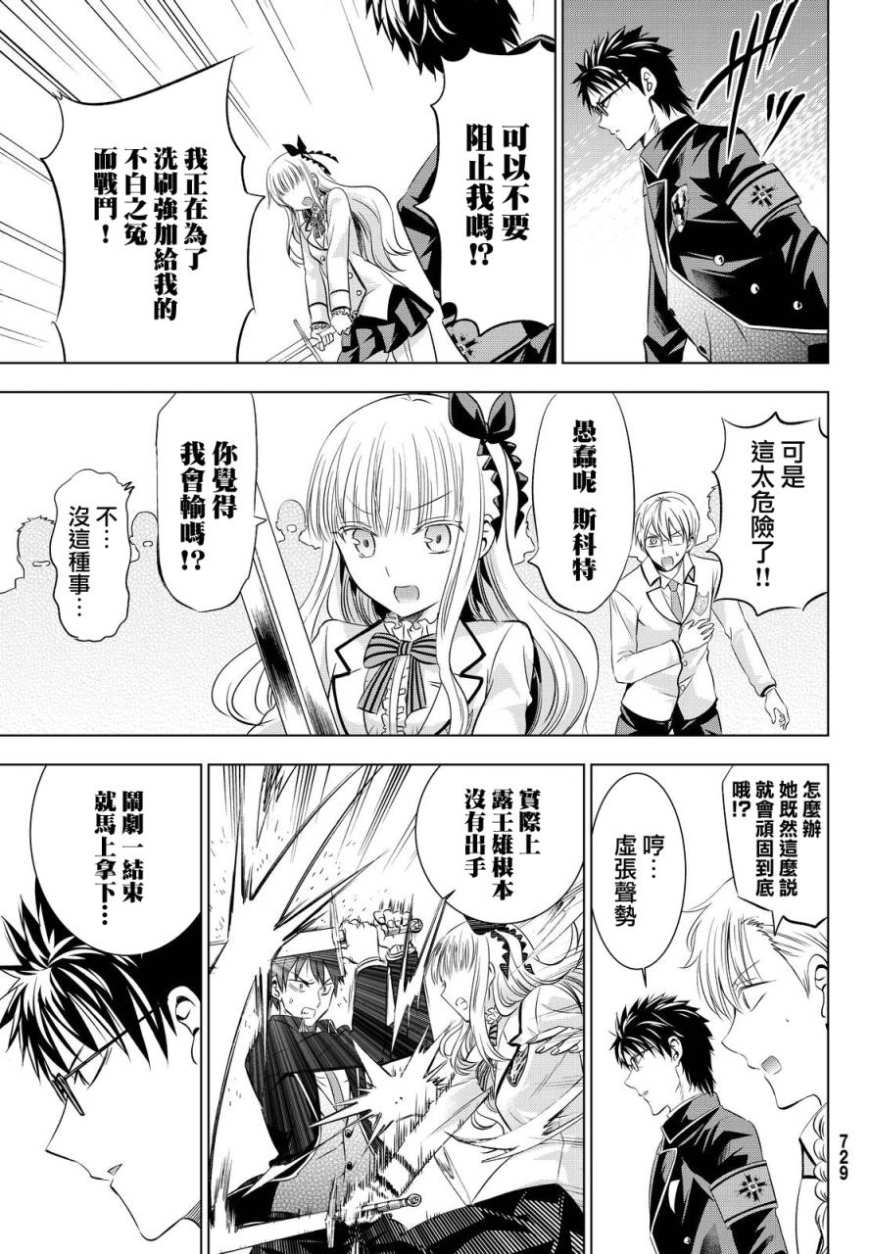 可以不要
阻止我嗎!?
我正在為了
洗刷強加給我的
不白之冤
而戰鬥！
可是
這太危險了!!
愚蠢呢 斯科特
你覺得
我會輸嗎!?
不…
沒這種事…
怎麼辦
她既然這麼說
就會頑固到底
哦!?
哼…
虛張聲勢
實際上
露王雄根本
沒有出手
鬧劇一結束
就馬上拿下…
729